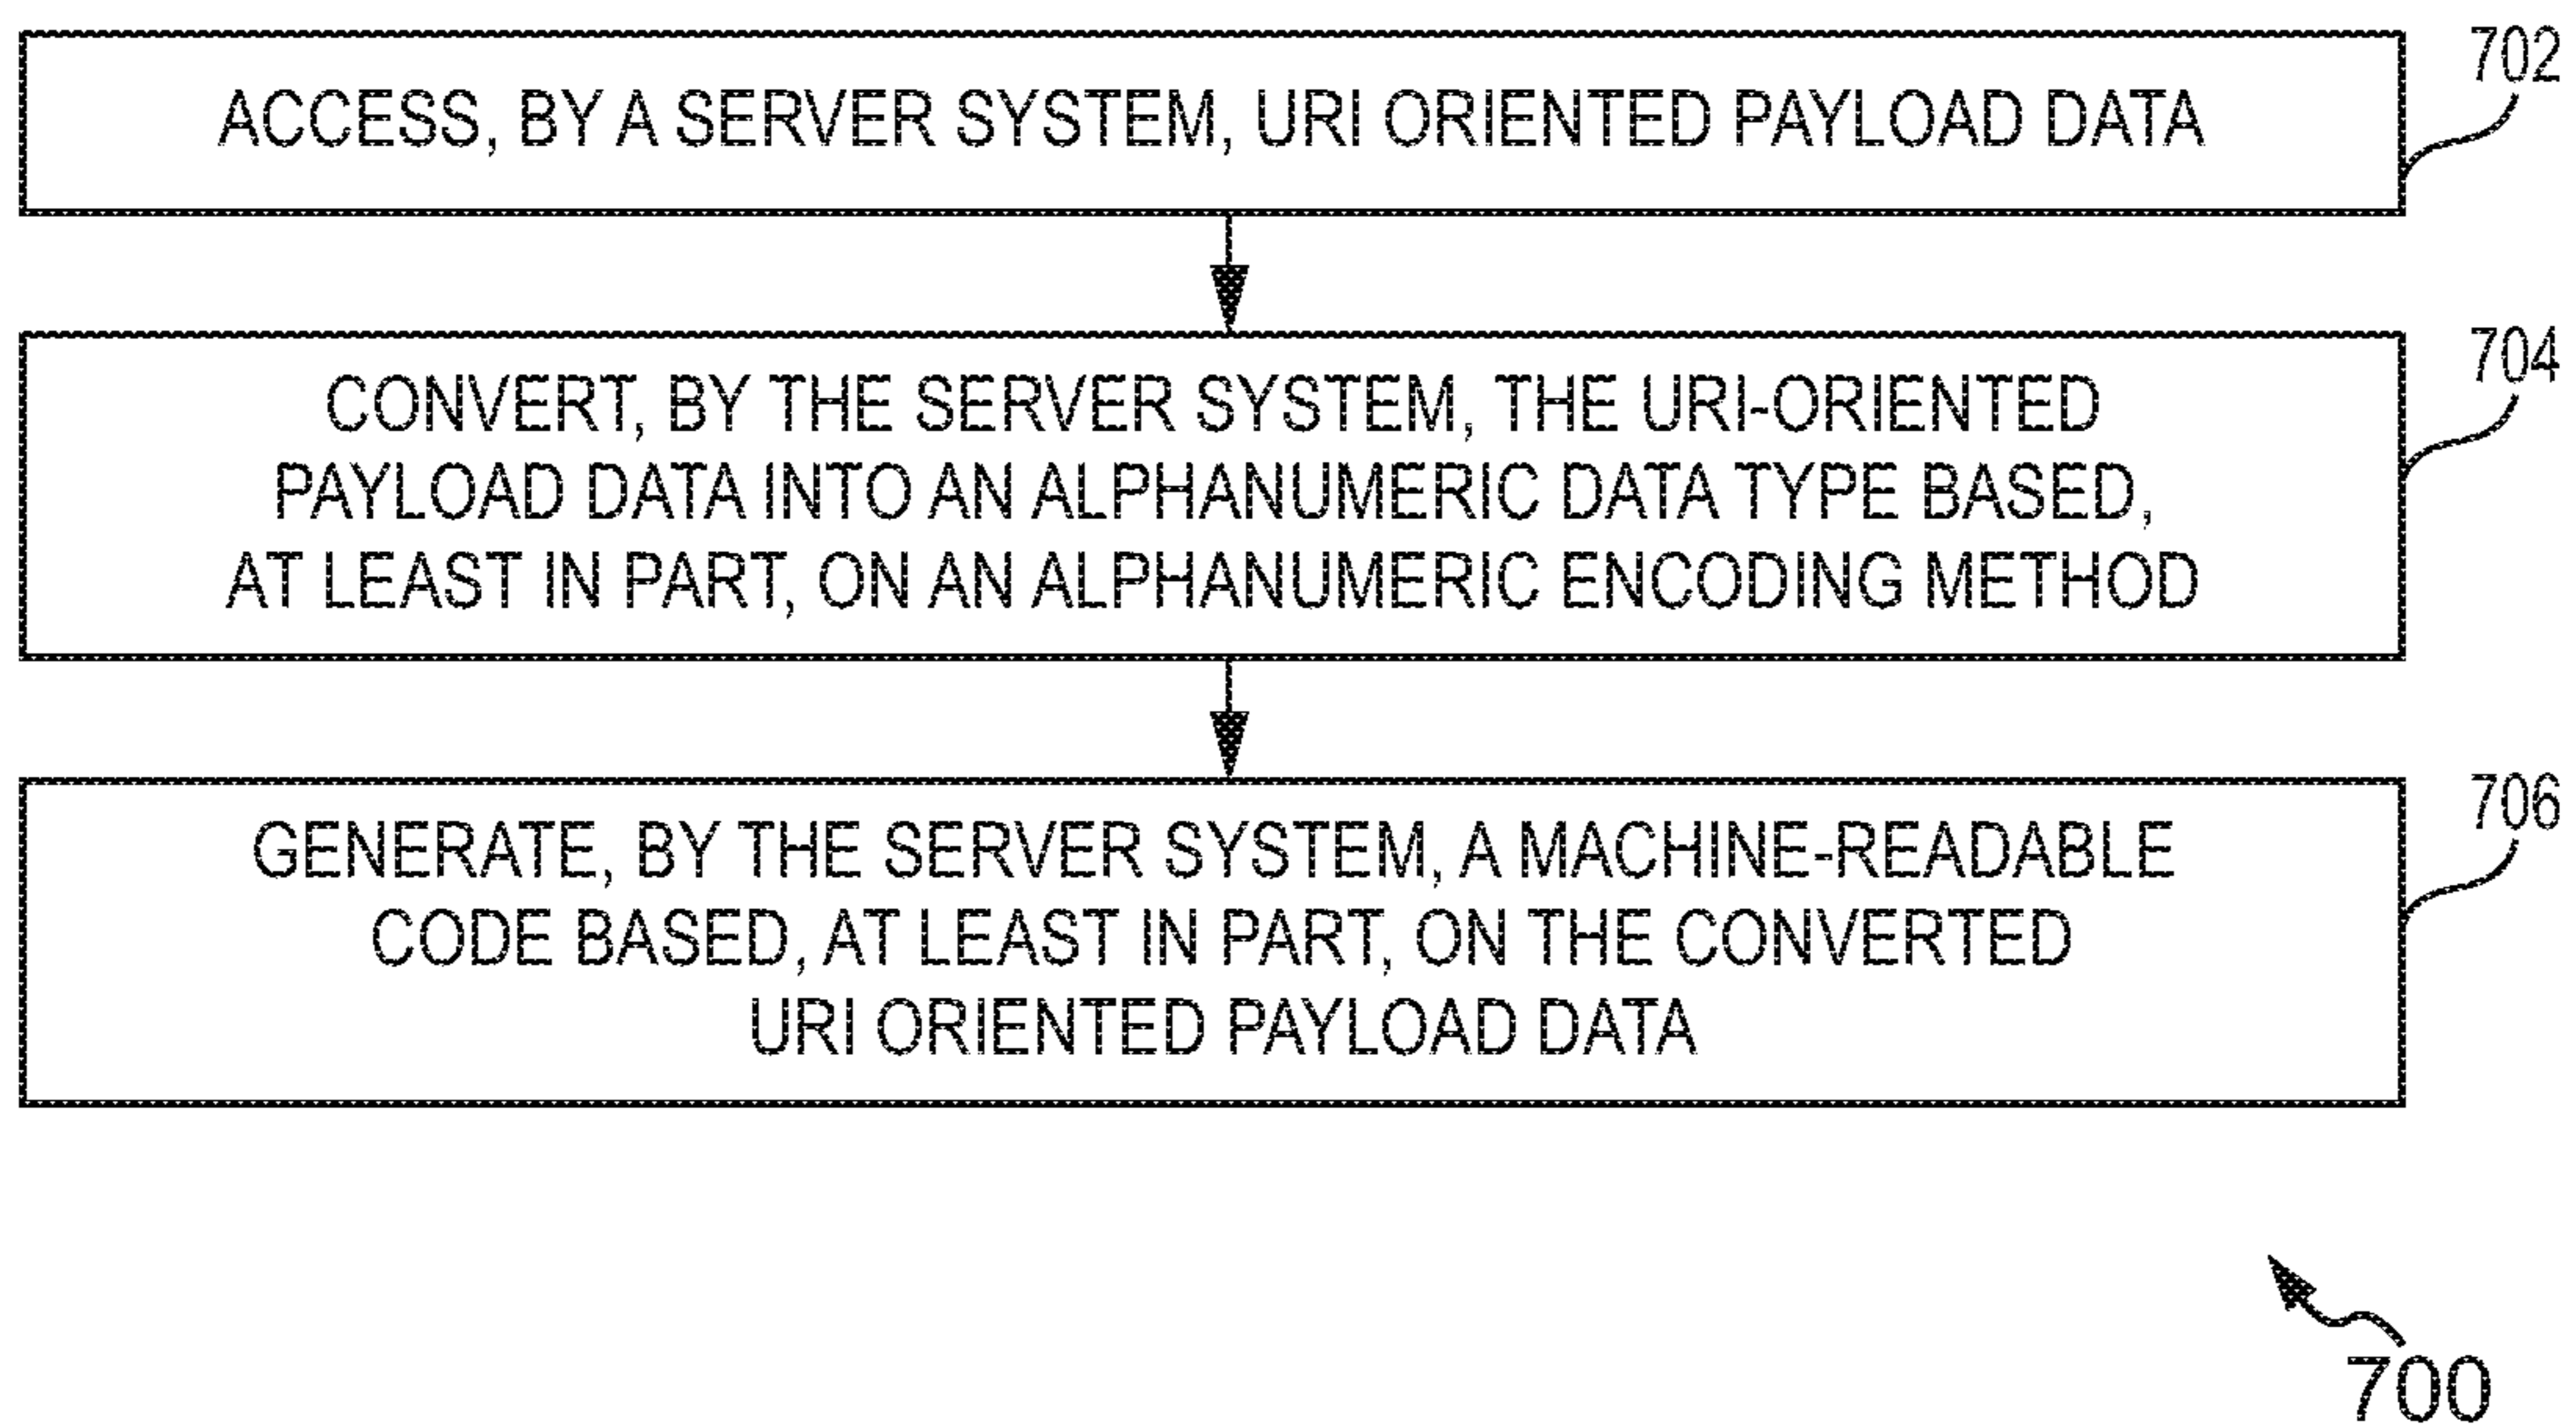 702
ACCESS, BY A SERVER SYSTEM, URI ORIENTED PAYLOAD DATA
704
CONVERT, BY THE SERVER SYSTEM, THE URI-ORIENTED
PAYLOAD DATA INTO AN ALPHANUMERIC DATA TYPE BASED,
AT LEAST IN PART, ON AN ALPHANUMERIC ENCODING METHOD
706
GENERATE, BY THE SERVER SYSTEM, A MACHINE-READABLE
CODE BASED, AT LEAST IN PART, ON THE CONVERTED
URI ORIENTED PAYLOAD DATA
700